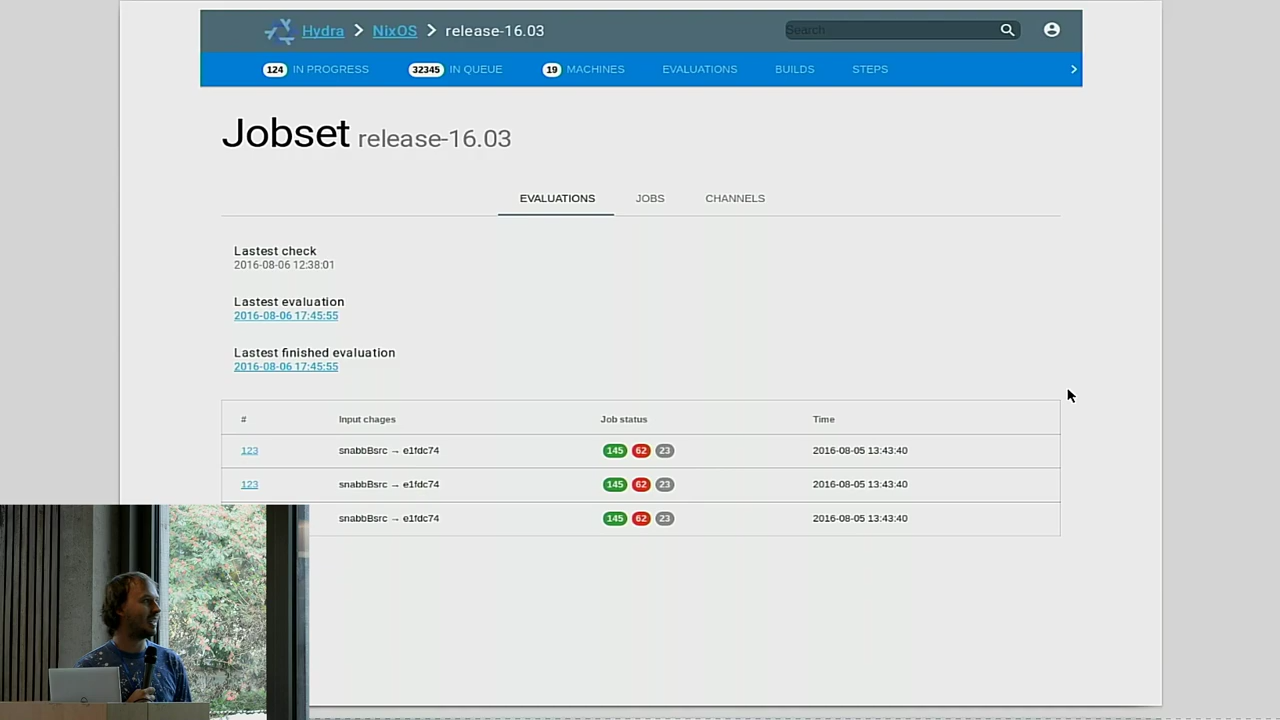 Hydra NixOS release-16.03 Search
124 IN PROGRESS 32345 IN QUEUE 19 MACHINES EVALUATIONS BUILDS STEPS
Jobset release-16.03
EVALUATIONS JOBS CHANNELS
Lastest check
2016-08-06 12:38:01
Lastest evaluation
2016-08-06 17:45:55
Lastest finished evaluation
2016-08-06 17:45:55
# Input chages Job status Time
123 snabbBsrc → e1fdc74 145 62 23 2016-08-05 13:43:40
123 snabbBsrc → e1fdc74 145 62 23 2016-08-05 13:43:40
snabbBsrc → e1fdc74 145 62 23 2016-08-05 13:43:40